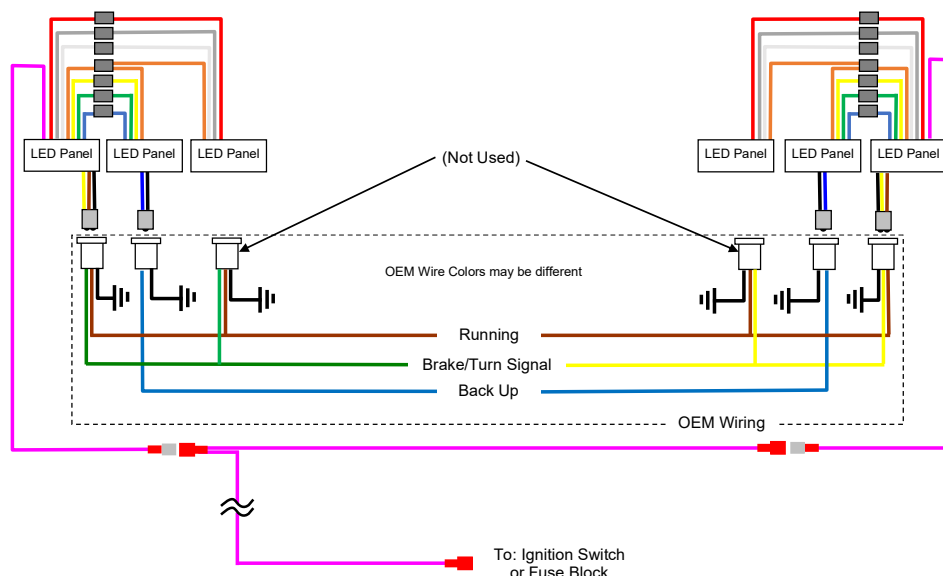 LED Panel
LED Panel
LED Panel
LED Panel
LED Panel
LED Panel
(Not Used)
OEM Wire Colors may be different
Running
Brake/Turn Signal
Back Up
OEM Wiring
To: Ignition Switch
or Fuse Block